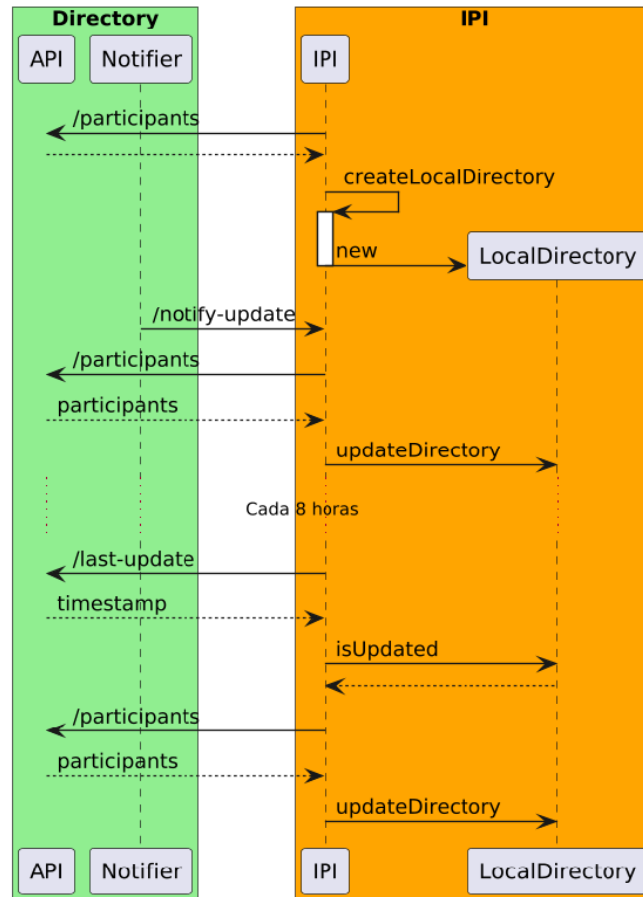 Directory IPI
API Notifier IPI
/participants
createLocalDirectory
new
LocalDirectory
/notify-update
/participants
participants
updateDirectory
Cada 8 horas
/last-update
timestamp
isUpdated
/participants
participants
updateDirectory
API Notifier IPI LocalDirectory